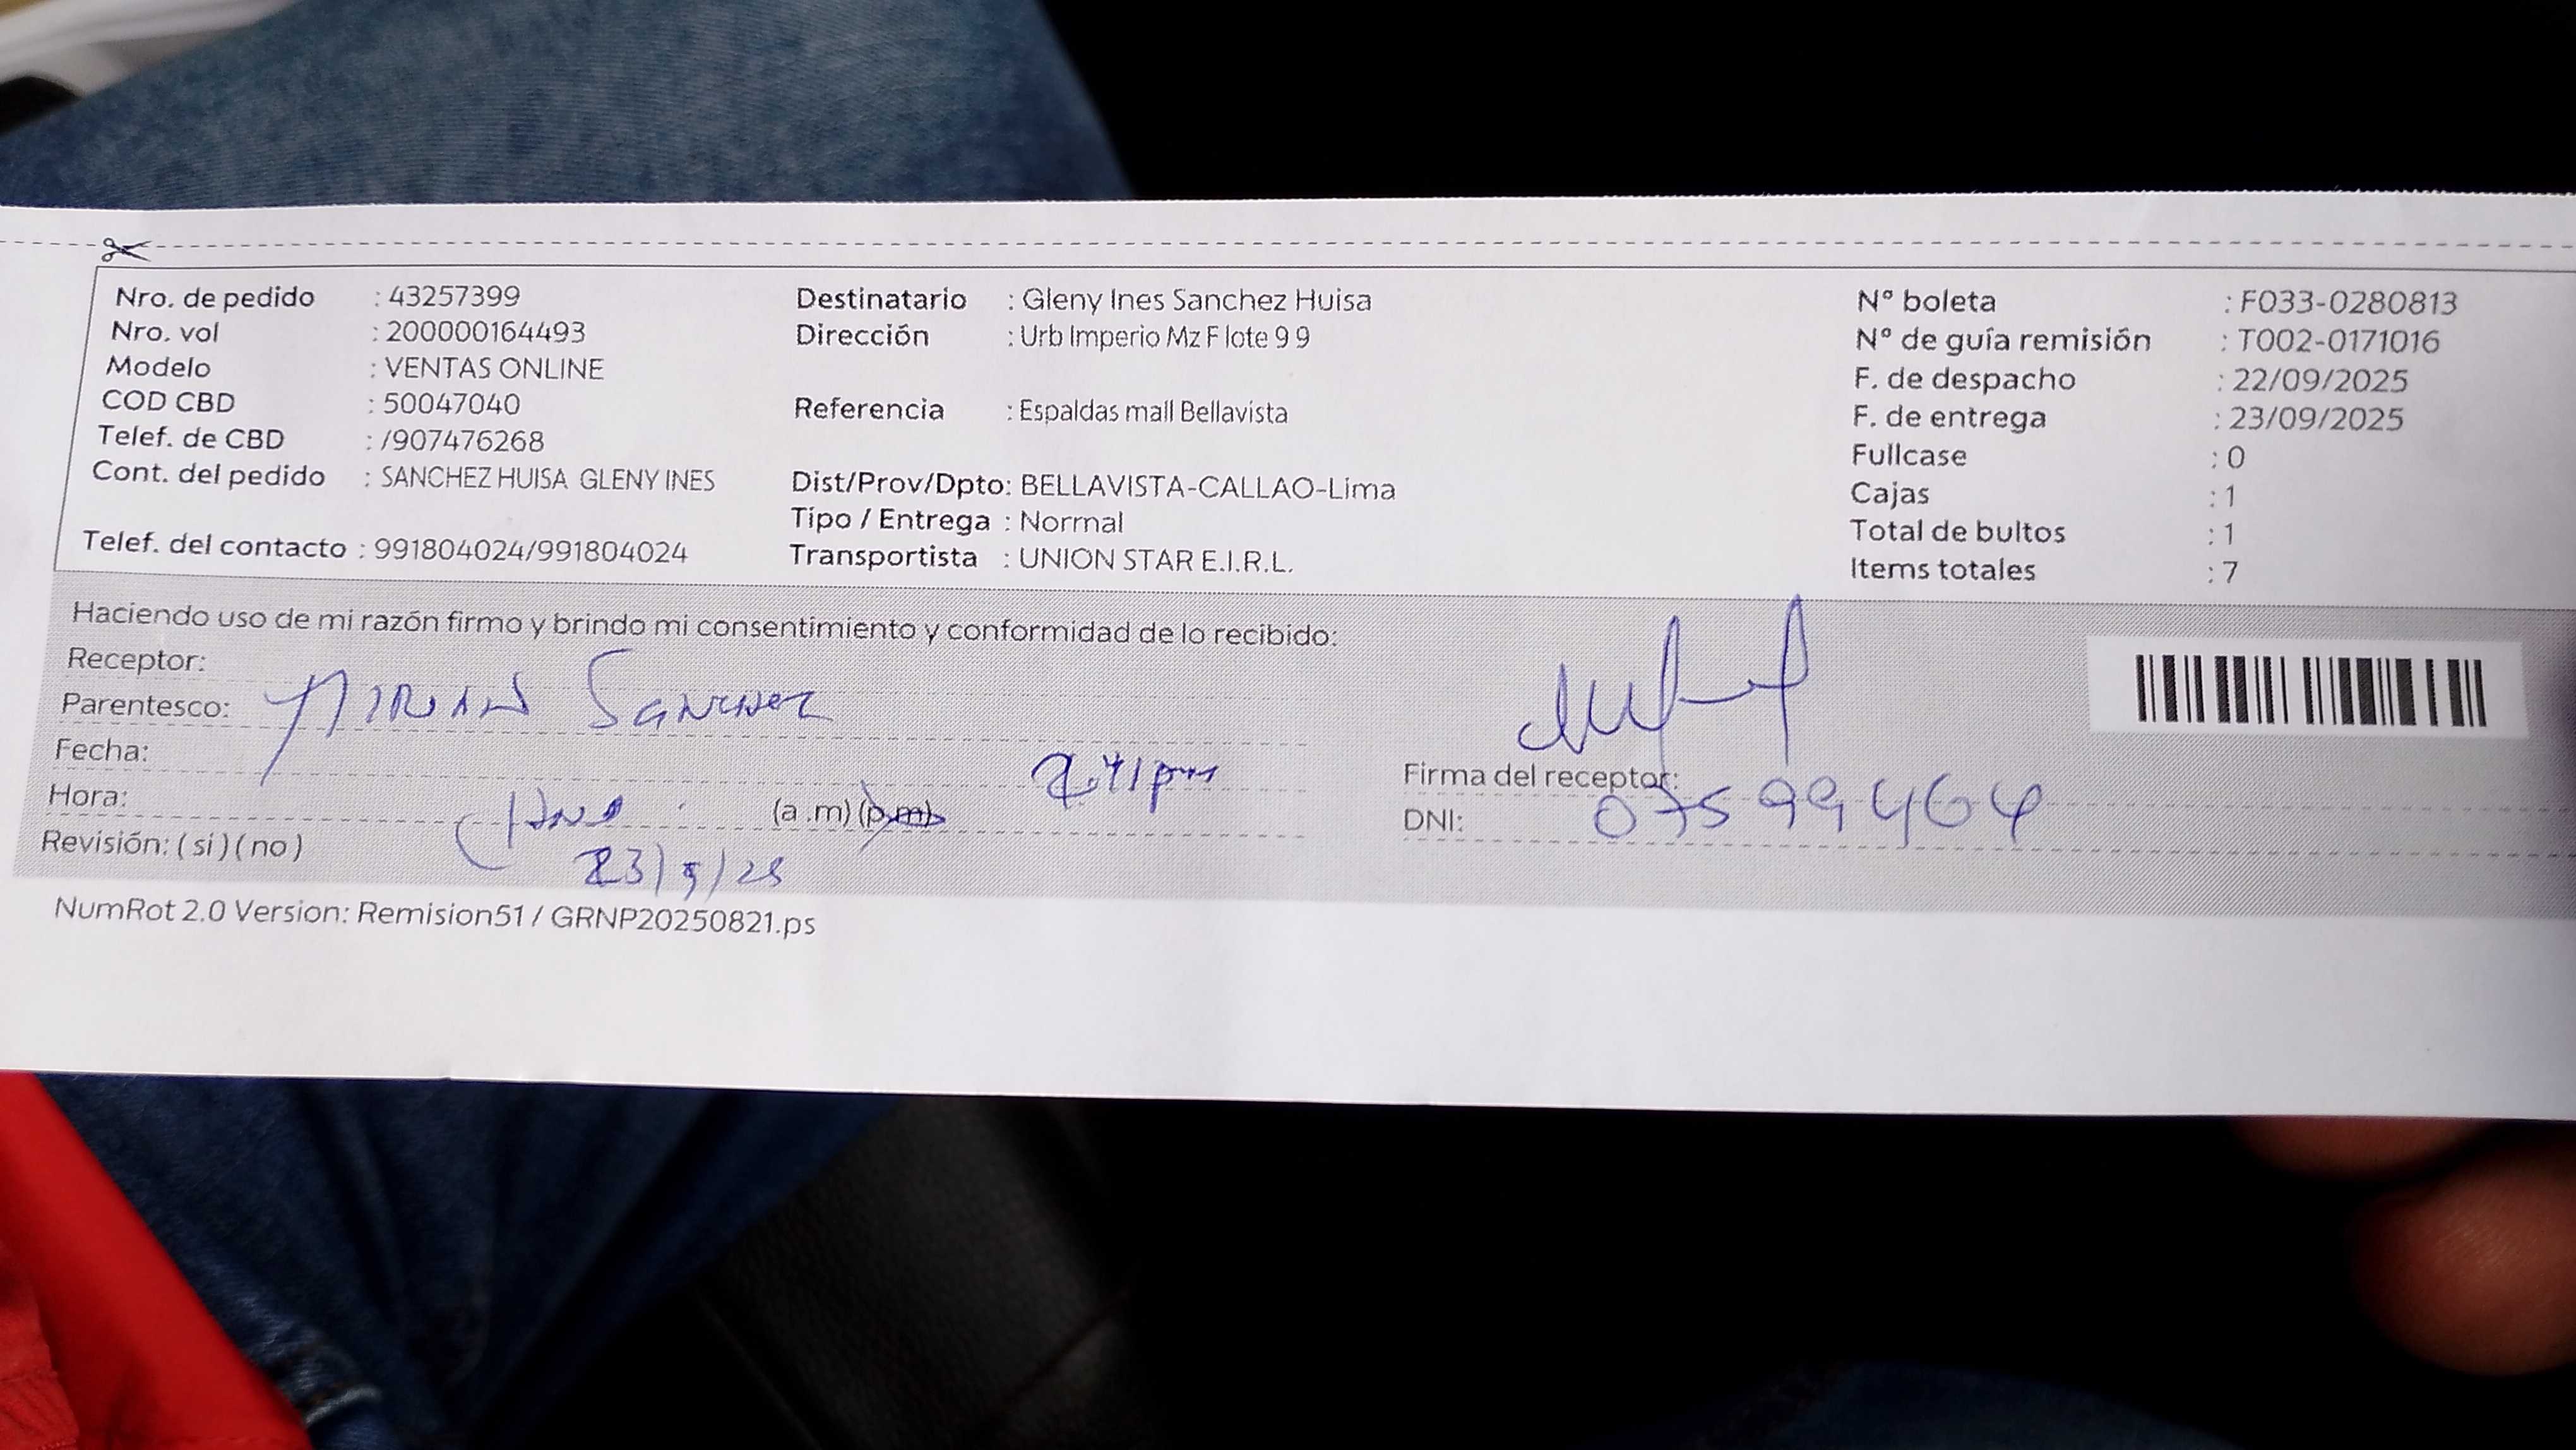 Nro. de pedido : 43257399
Nro. vol : 200000164493
Modelo : VENTAS ONLINE
COD CBD : 50047040
Telef. de CBD : /907476268
Cont. del pedido : SANCHEZ HUISA GLENY INES
Telef. del contacto : 991804024/991804024
Destinatario : Gleny Ines Sanchez Huisa
Dirección : Urb Imperio Mz F lote 9 9
Referencia : Espaldas mall Bellavista
Dist/Prov/Dpto: BELLAVISTA-CALLAO-Lima
Tipo / Entrega : Normal
Transportista : UNION STAR E.I.R.L.
Nº boleta : F033-0280813
Nº de guía remisión : T002-0171016
F. de despacho : 22/09/2025
F. de entrega : 23/09/2025
Fullcase : 0
Cajas : 1
Total de bultos : 1
Items totales : 7
Haciendo uso de mi razón firmo y brindo mi consentimiento y conformidad de lo recibido:
Receptor:
Parentesco: Sanchez
Fecha:
Hora: (a .m) (p.m)
Revisión: ( si ) ( no ) 23/9/25
Firma del receptor:
DNI: 07599464
NumRot 2.0 Version: Remision51 / GRNP20250821.ps